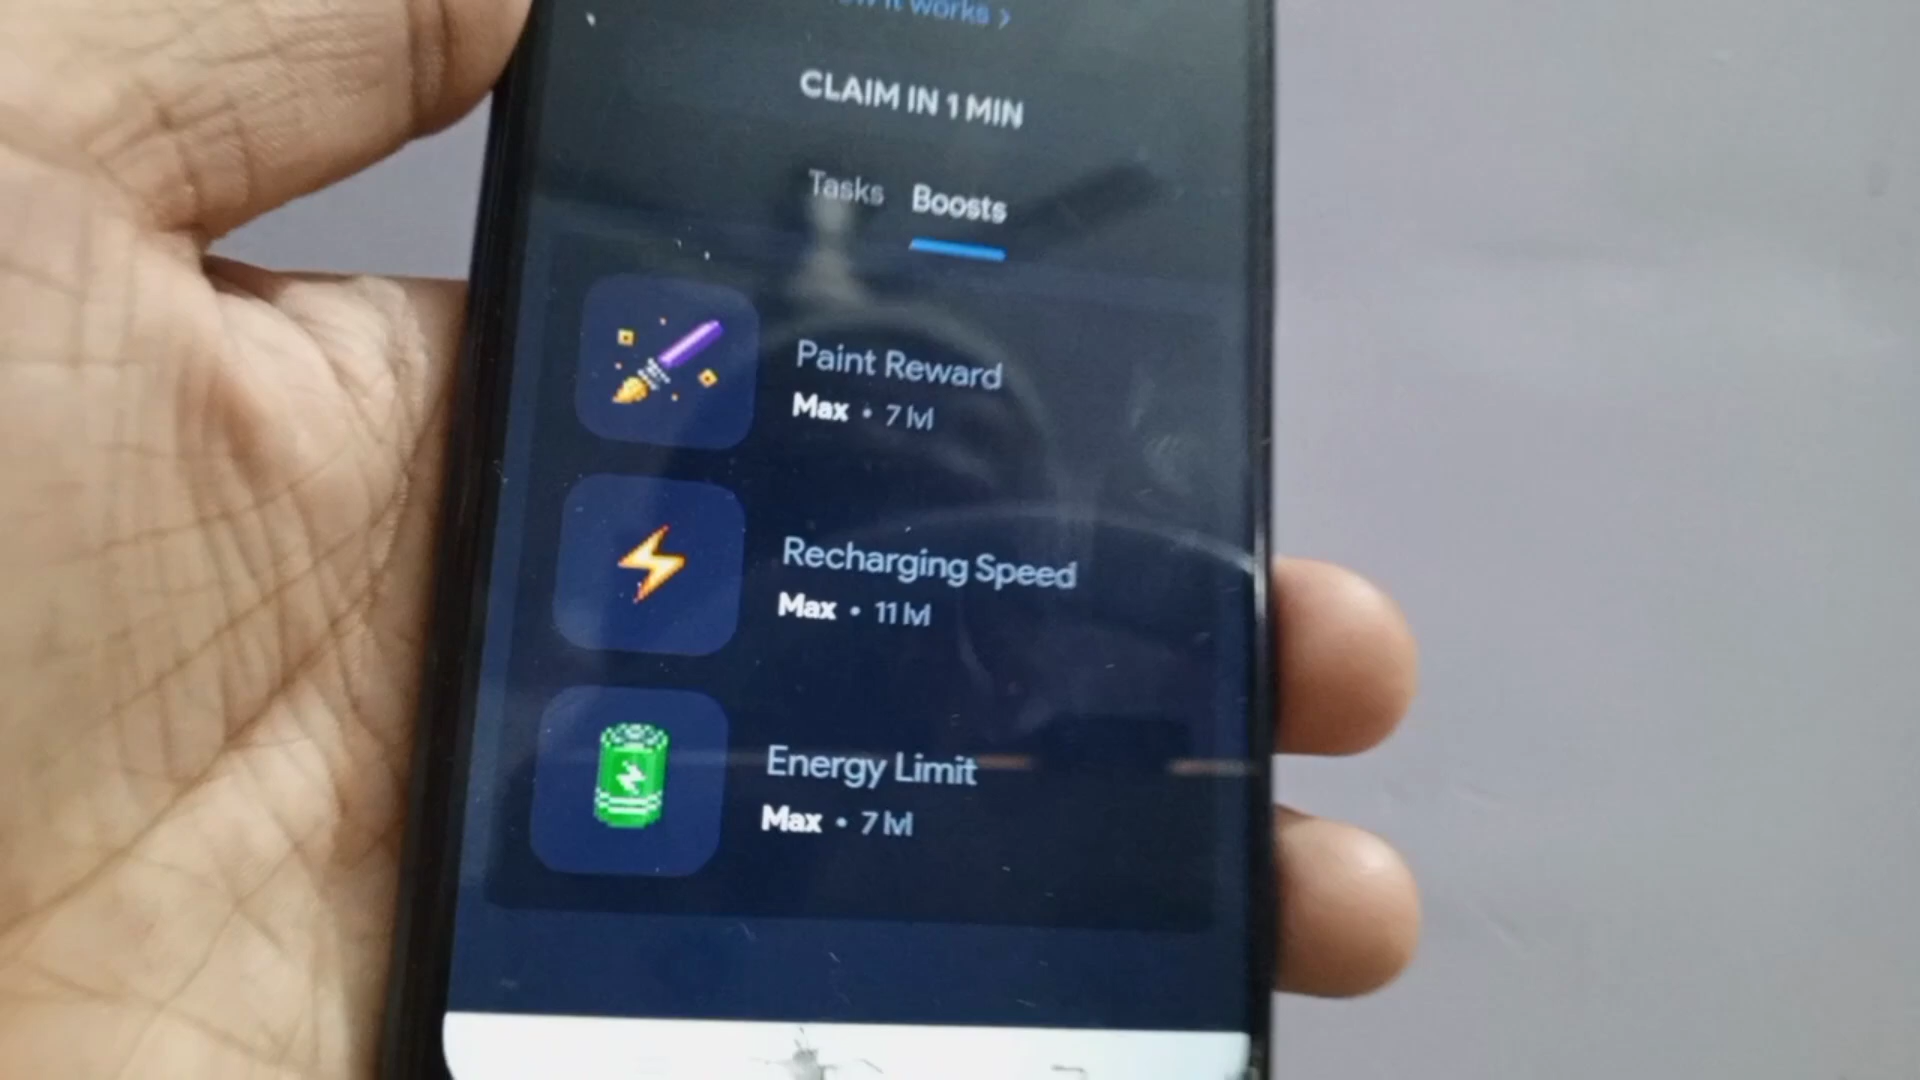 it works >
CLAIM IN 1 MIN
Tasks Boosts
Paint Reward
Max • 7 lvl
Recharging Speed
Max • 11 lvl
Energy Limit
Max • 7 lvl